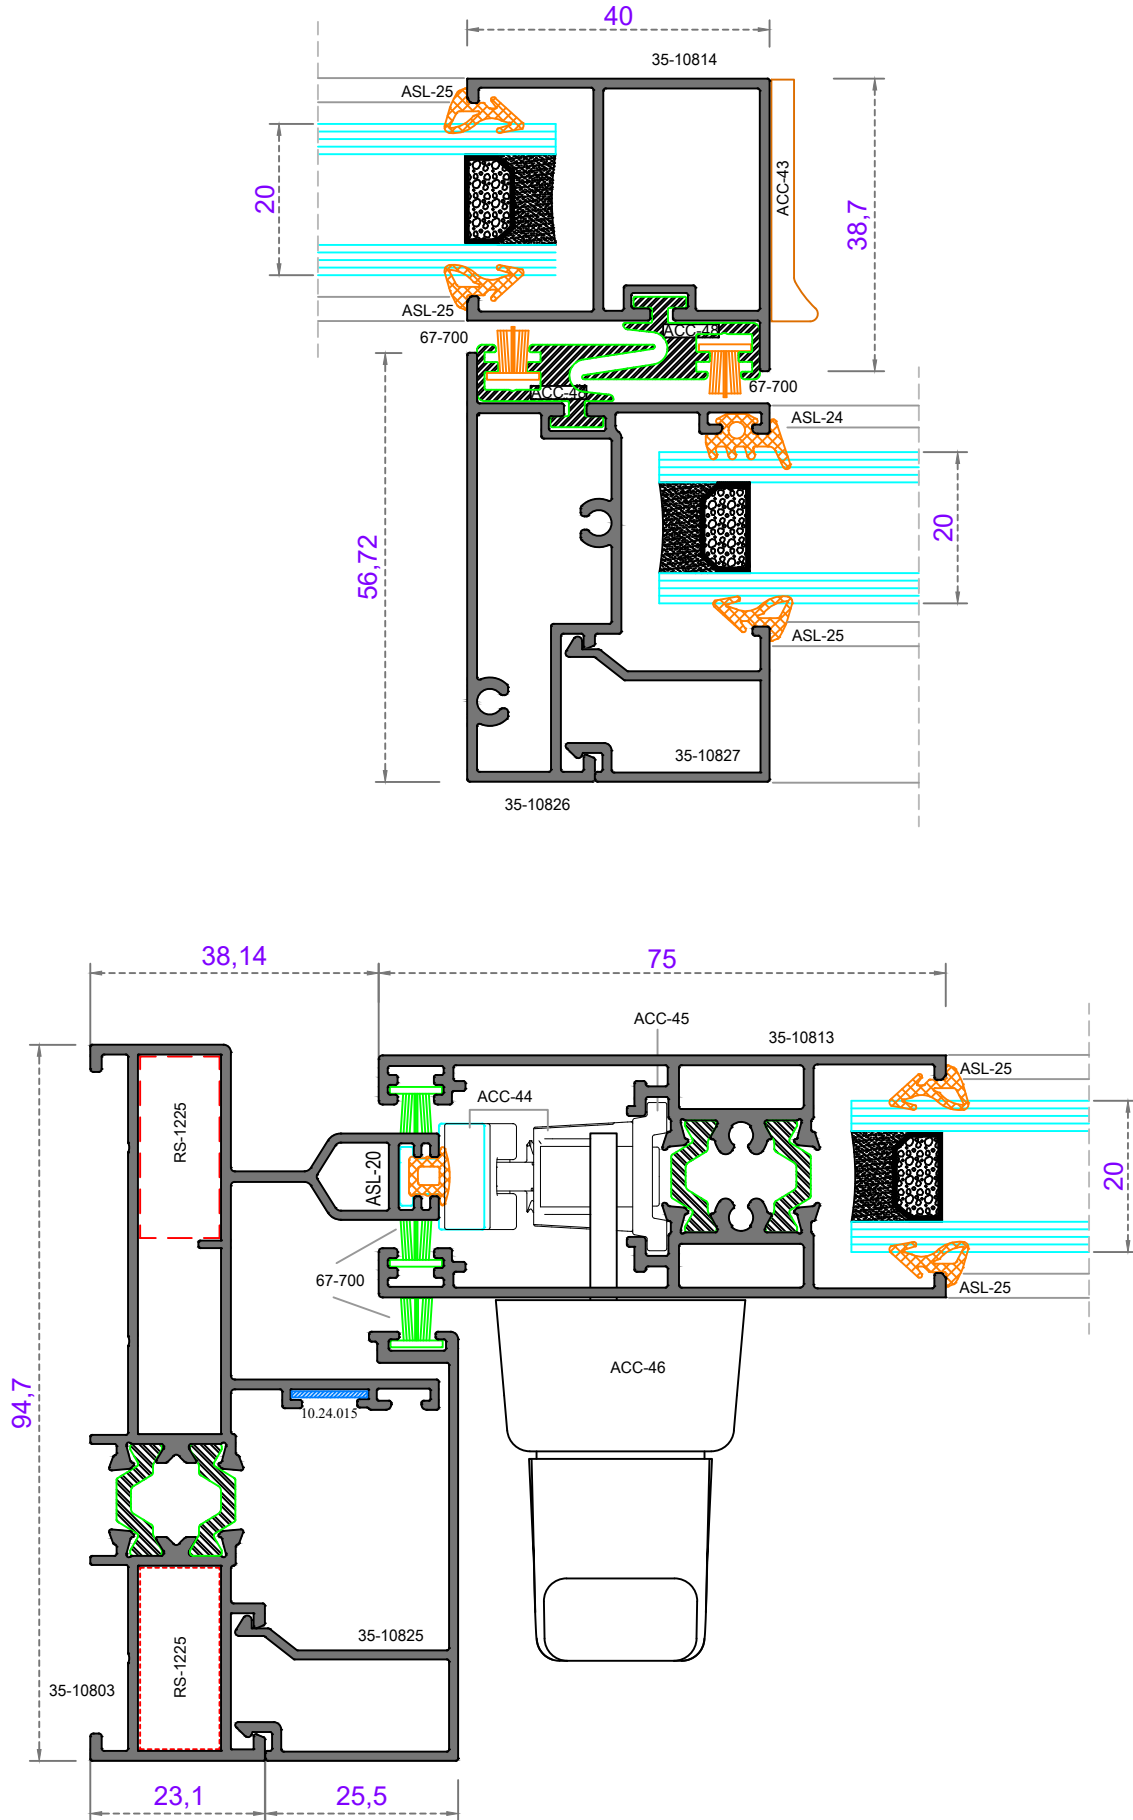 40
35-10814
ASL-25
20
ACC-43
38,7
ASL-25
67-700
ACC-48
ACC-48
67-700
ASL-24
56,72
20
ASL-25
35-10827
35-10826
38,14
75
ACC-45
35-10813
ASL-25
ACC-44
RS-1225
ASL-20
20
67-700
ASL-25
ACC-46
94,7
10.24.015
35-10825
RS-1225
35-10803
23,1
25,5